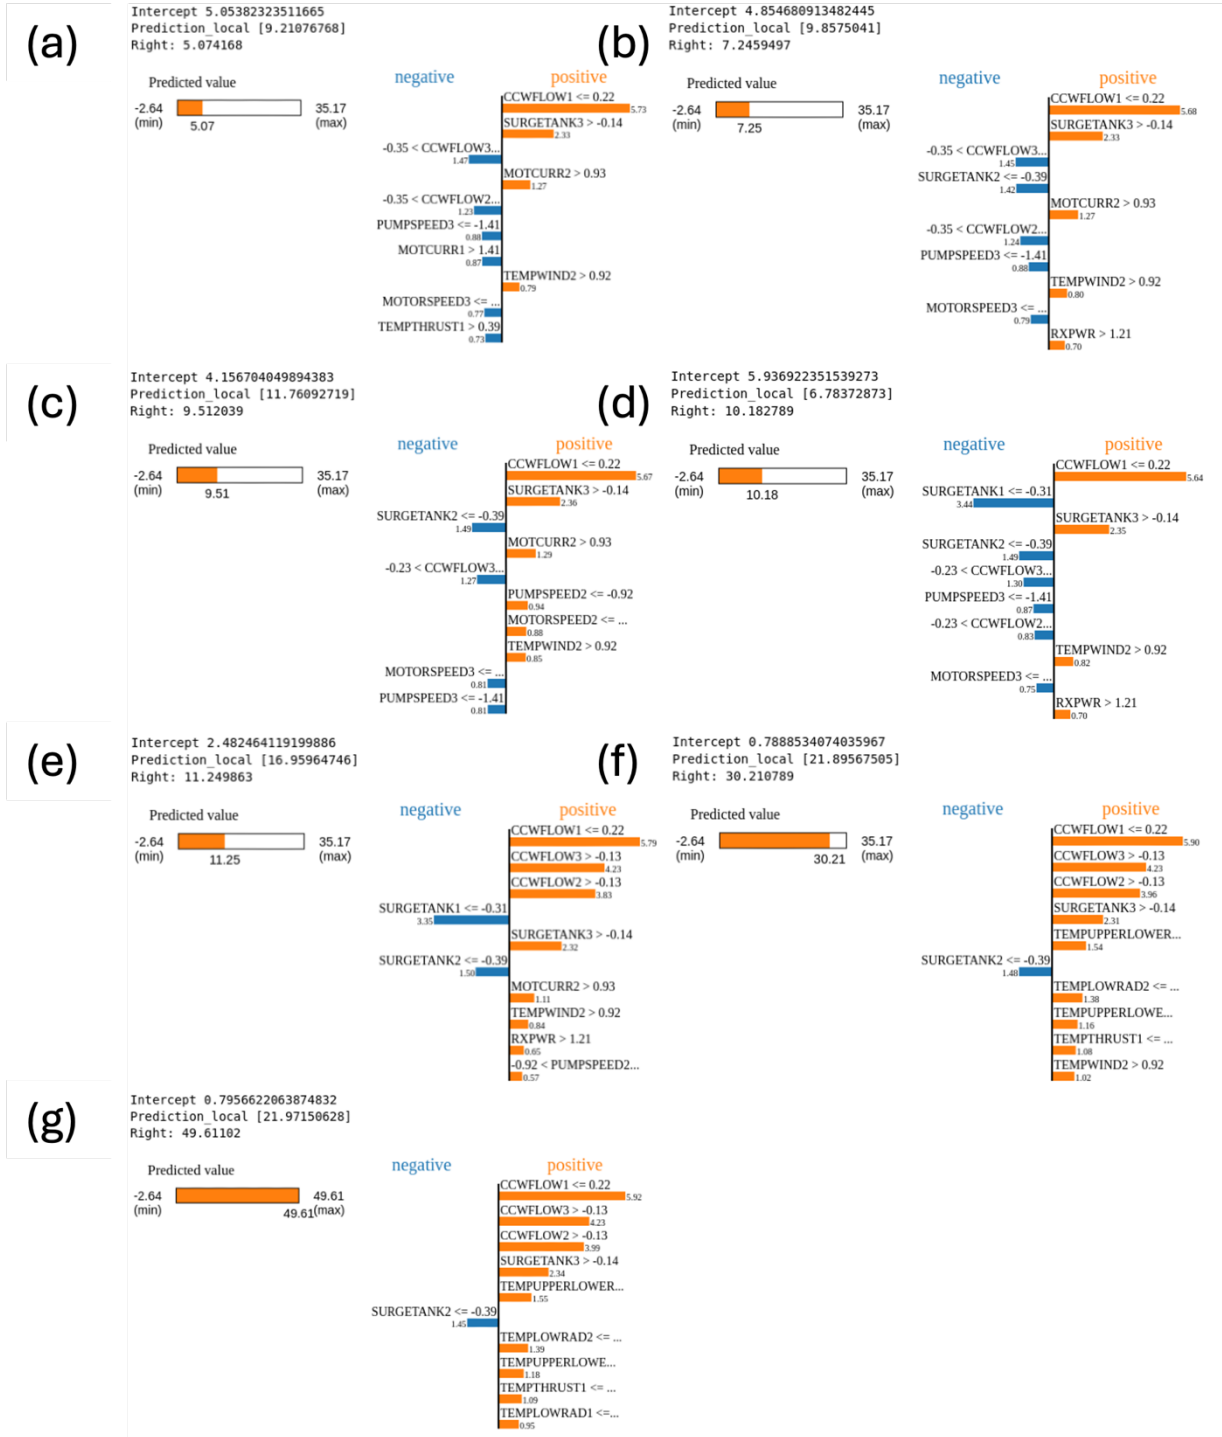 (a)
Intercept 5.05382323511665
Prediction_local [9.21076768]
Right: 5.074168
Predicted value
-2.64
(min)
5.07
35.17
(max)
negative positive
CCWFLOW1 <= 0.22
5.73
SURGETANK3 > -0.14
2.33
-0.35 < CCWFLOW3...
1.47
MOTCURR2 > 0.93
1.27
-0.35 < CCWFLOW2...
1.23
PUMPSPEED3 <= -1.41
0.88
MOTCURR1 > 1.41
0.87
TEMPWIND2 > 0.92
0.79
MOTORSPEED3 <= ...
0.77
TEMPTHRUST1 > 0.39
0.73
(b)
Intercept 4.854680913482445
Prediction_local [9.8575041]
Right: 7.2459497
Predicted value
-2.64
(min)
7.25
35.17
(max)
negative positive
CCWFLOW1 <= 0.22
5.68
SURGETANK3 > -0.14
2.33
-0.35 < CCWFLOW3...
1.45
SURGETANK2 <= -0.39
1.42
MOTCURR2 > 0.93
1.27
-0.35 < CCWFLOW2...
1.24
PUMPSPEED3 <= -1.41
0.88
TEMPWIND2 > 0.92
0.80
MOTORSPEED3 <= ...
0.79
RXPWR > 1.21
0.70
(c)
Intercept 4.156704049894383
Prediction_local [11.76092719]
Right: 9.512039
Predicted value
-2.64
(min)
9.51
35.17
(max)
negative positive
CCWFLOW1 <= 0.22
5.67
SURGETANK3 > -0.14
2.36
SURGETANK2 <= -0.39
1.49
MOTCURR2 > 0.93
1.29
-0.23 < CCWFLOW3...
1.27
PUMPSPEED2 <= -0.92
0.94
MOTORSPEED2 <= ...
0.88
TEMPWIND2 > 0.92
0.85
MOTORSPEED3 <= ...
0.81
PUMPSPEED3 <= -1.41
0.81
(d)
Intercept 5.936922351539273
Prediction_local [6.78372873]
Right: 10.182789
Predicted value
-2.64
(min)
10.18
35.17
(max)
negative positive
CCWFLOW1 <= 0.22
5.64
SURGETANK1 <= -0.31
3.44
SURGETANK3 > -0.14
2.35
SURGETANK2 <= -0.39
1.49
-0.23 < CCWFLOW3...
1.30
PUMPSPEED3 <= -1.41
0.87
-0.23 < CCWFLOW2...
0.83
TEMPWIND2 > 0.92
0.82
MOTORSPEED3 <= ...
0.75
RXPWR > 1.21
0.70
(e)
Intercept 2.482464119199886
Prediction_local [16.95964746]
Right: 11.249863
Predicted value
-2.64
(min)
11.25
35.17
(max)
negative positive
CCWFLOW1 <= 0.22
5.79
CCWFLOW3 > -0.13
4.23
CCWFLOW2 > -0.13
3.83
SURGETANK1 <= -0.31
3.35
SURGETANK3 > -0.14
2.32
SURGETANK2 <= -0.39
1.50
MOTCURR2 > 0.93
1.11
TEMPWIND2 > 0.92
0.84
RXPWR > 1.21
0.65
-0.92 < PUMPSPEED2...
0.57
(f)
Intercept 0.7888534074035967
Prediction_local [21.89567505]
Right: 30.210789
Predicted value
-2.64
(min)
30.21
35.17
(max)
negative positive
CCWFLOW1 <= 0.22
5.90
CCWFLOW3 > -0.13
4.23
CCWFLOW2 > -0.13
3.96
SURGETANK3 > -0.14
2.31
TEMPUPPERLOWER...
1.54
SURGETANK2 <= -0.39
1.48
TEMPLOWRAD2 <= ...
1.38
TEMPUPPERLOWE...
1.16
TEMPTHRUST1 <= ...
1.08
TEMPWIND2 > 0.92
1.02
(g)
Intercept 0.7956622063874832
Prediction_local [21.97150628]
Right: 49.61102
Predicted value
-2.64
(min)
49.61
49.61
(max)
negative positive
CCWFLOW1 <= 0.22
5.92
CCWFLOW3 > -0.13
4.23
CCWFLOW2 > -0.13
3.99
SURGETANK3 > -0.14
2.34
TEMPUPPERLOWER...
1.55
SURGETANK2 <= -0.39
1.45
TEMPLOWRAD2 <= ...
1.39
TEMPUPPERLOWE...
1.18
TEMPTHRUST1 <= ...
1.09
TEMPLOWRAD1 <=...
0.95